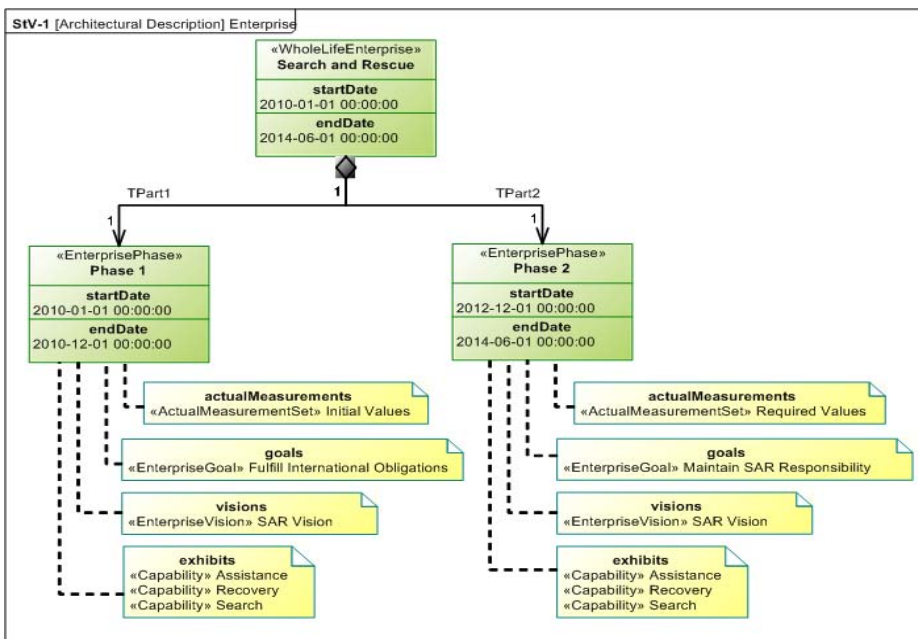 StV-1 [Architectural Description] Enterprise
«WholeLifeEnterprise»
Search and Rescue
startDate
2010-01-01 00:00:00
endDate
2014-06-01 00:00:00
1
TPart1
TPart2
1
1
«EnterprisePhase»
Phase 1
startDate
2010-01-01 00:00:00
endDate
2010-12-01 00:00:00
actualMeasurements
«ActualMeasurementSet» Initial Values
goals
«EnterpriseGoal» Fulfill International Obligations
visions
«EnterpriseVision» SAR Vision
exhibits
«Capability» Assistance
«Capability» Recovery
«Capability» Search
«EnterprisePhase»
Phase 2
startDate
2012-12-01 00:00:00
endDate
2014-06-01 00:00:00
actualMeasurements
«ActualMeasurementSet» Required Values
goals
«EnterpriseGoal» Maintain SAR Responsibility
visions
«EnterpriseVision» SAR Vision
exhibits
«Capability» Assistance
«Capability» Recovery
«Capability» Search